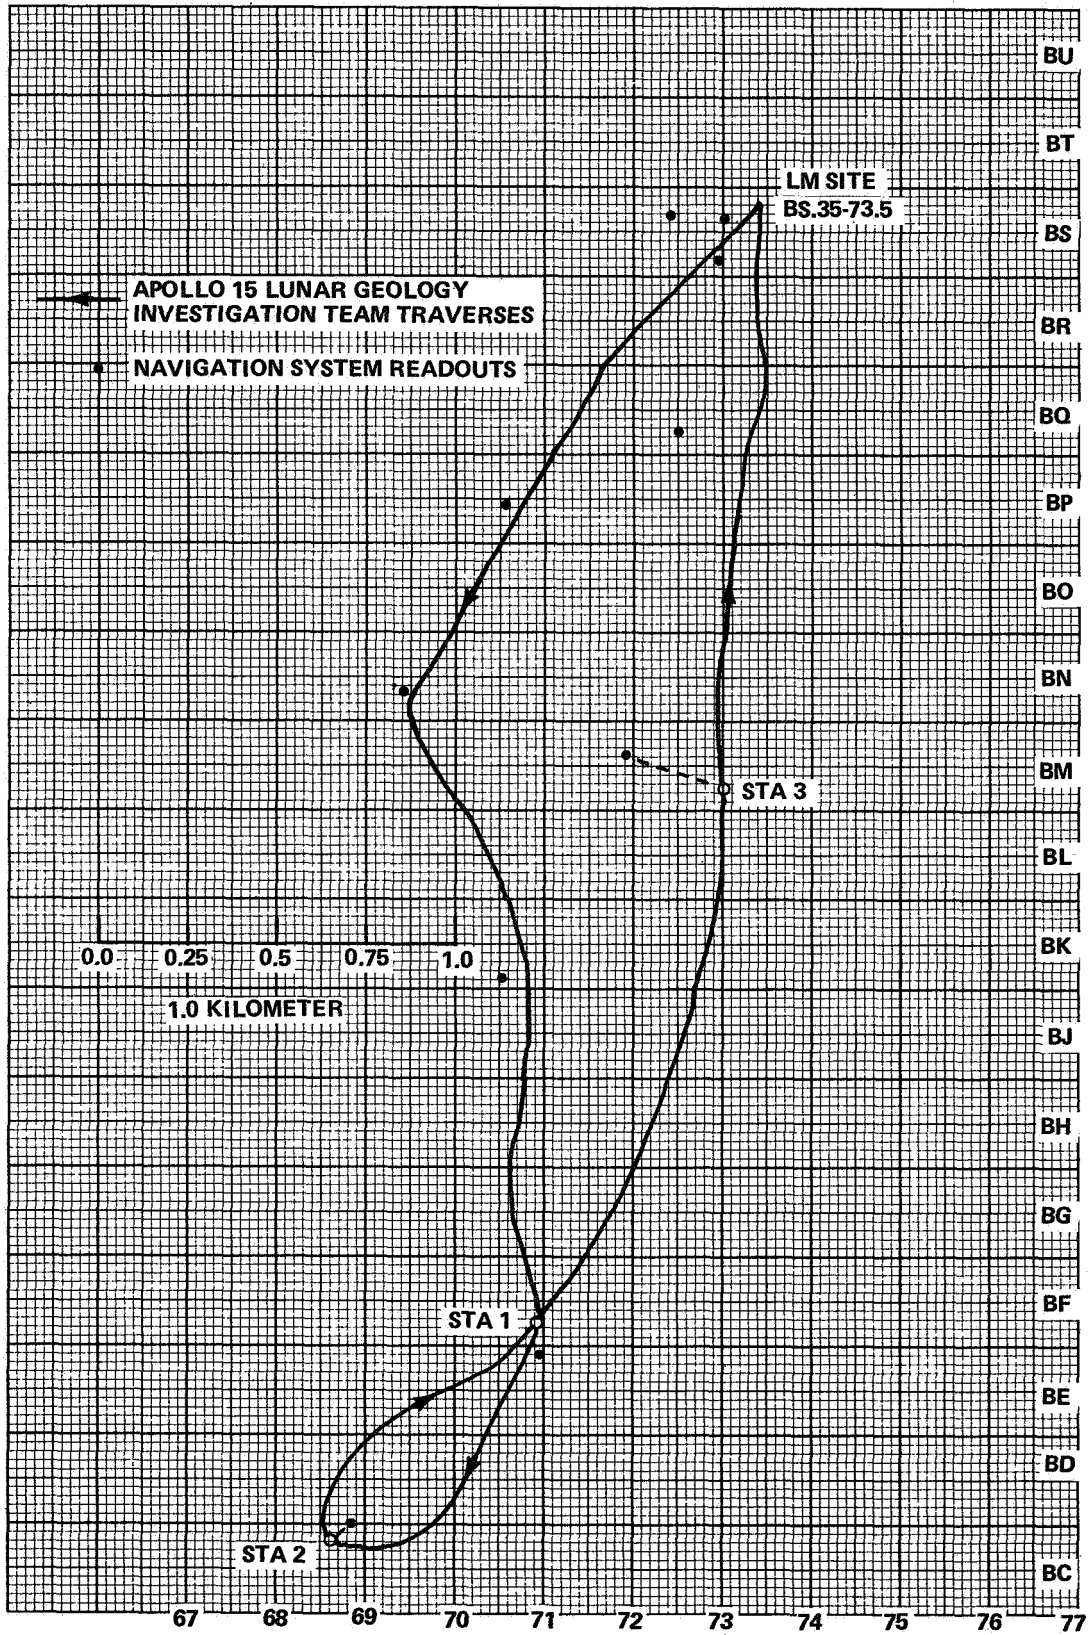 BU
BT
LM SITE
BS.35-73.5
BS
APOLLO 15 LUNAR GEOLOGY
INVESTIGATION TEAM TRAVERSES
BR
NAVIGATION SYSTEM READOUTS
BQ
BP
BO
BN
BM
STA 3
BL
BK
0.0 0.25 0.5 0.75 1.0
1.0 KILOMETER
BJ
BH
BG
BF
STA 1
BE
BD
STA 2
BC
67 68 69 70 71 72 73 74 75 76 77